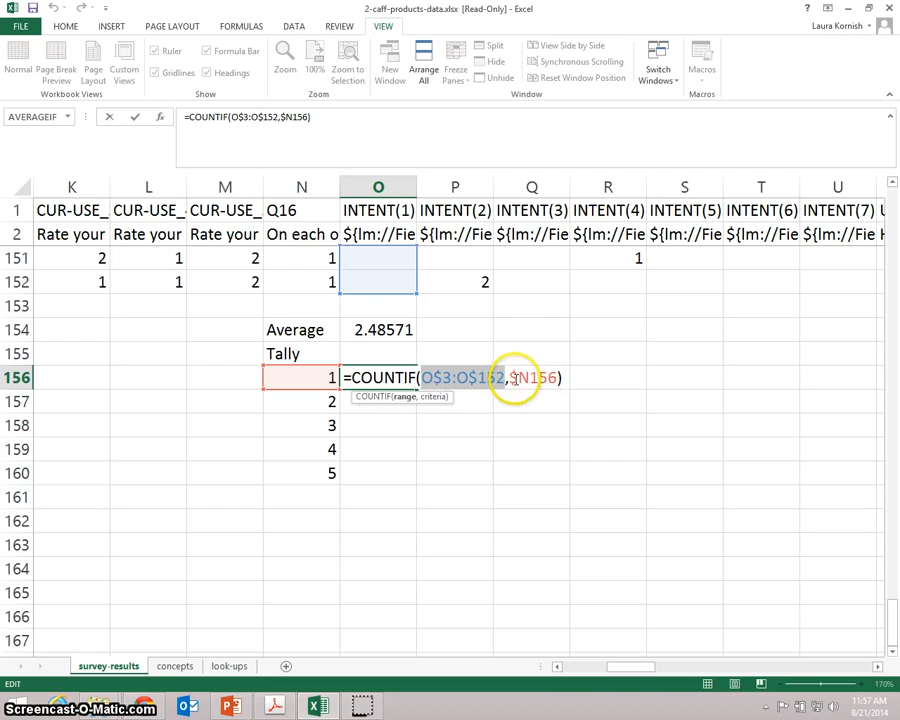 2-caff-products-data.xlsx [Read-Only] - Excel
FILE HOME INSERT PAGE LAYOUT FORMULAS DATA REVIEW VIEW Laura Kornish
Normal Page Break Preview Page Layout Custom Views
Ruler Formula Bar
Gridlines Headings
Zoom 100% Zoom to Selection
New Window Arrange All Freeze Panes
Split
Hide
Unhide
View Side by Side
Synchronous Scrolling
Reset Window Position
Switch Windows Macros
Workbook Views Show Zoom Window Macros
AVERAGEIF fx =COUNTIF(O$3:O$152,$N156)
K L M N O P Q R S T U
1 CUR-USE_ CUR-USE_ CUR-USE_ Q16 INTENT(1) INTENT(2) INTENT(3) INTENT(4) INTENT(5) INTENT(6) INTENT(7) U
2 Rate your Rate your Rate your On each o ${lm://Fie ${lm://Fie ${lm://Fie ${lm://Fie ${lm://Fie ${lm://Fie ${lm://Fie H
151 2 1 2 1 1
152 1 1 2 1 2
153
154 Average 2.48571
155 Tally
156 1 =COUNTIF(O$3:O$152,$N156)
157 2
COUNTIF(range, criteria)
158 3
159 4
160 5
161
162
163
164
165
166
167
survey-results concepts look-ups
EDIT 170%
Screencast-O-Matic.com
11:57 AM
8/21/2014